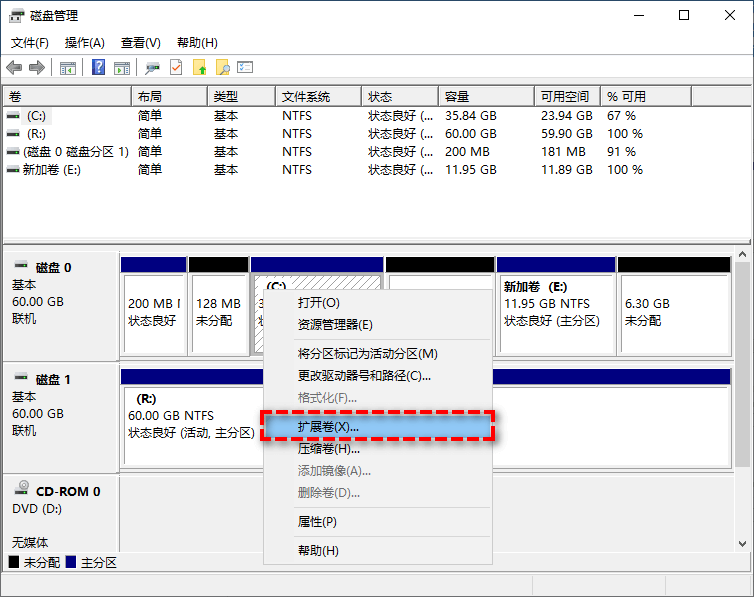 磁盘管理
文件(F) 操作(A) 查看(V) 帮助(H)
卷 布局 类型 文件系统 状态 容量 可用空间 % 可用
(C:) 简单 基本 NTFS 状态良好 (... 35.84 GB 23.94 GB 67 %
(R:) 简单 基本 NTFS 状态良好 (... 60.00 GB 59.90 GB 100 %
(磁盘 0 磁盘分区 1) 简单 基本 NTFS 状态良好 (... 200 MB 181 MB 91 %
新加卷 (E:) 简单 基本 NTFS 状态良好 (... 11.95 GB 11.89 GB 100 %
磁盘 0
基本
60.00 GB
联机
200 MB
状态良好
128 MB
未分配
(C:)
新加卷 (E:)
11.95 GB NTFS
状态良好 (主分区)
6.30 GB
未分配
打开(O)
资源管理器(E)
将分区标记为活动分区(M)
更改驱动器号和路径(C)...
格式化(F)...
扩展卷(X)...
压缩卷(H)...
添加镜像(A)...
删除卷(D)...
属性(P)
帮助(H)
磁盘 1
基本
60.00 GB
联机
(R:)
60.00 GB NTFS
状态良好 (活动, 主分区)
CD-ROM 0
DVD (D:)
无媒体
未分配 主分区